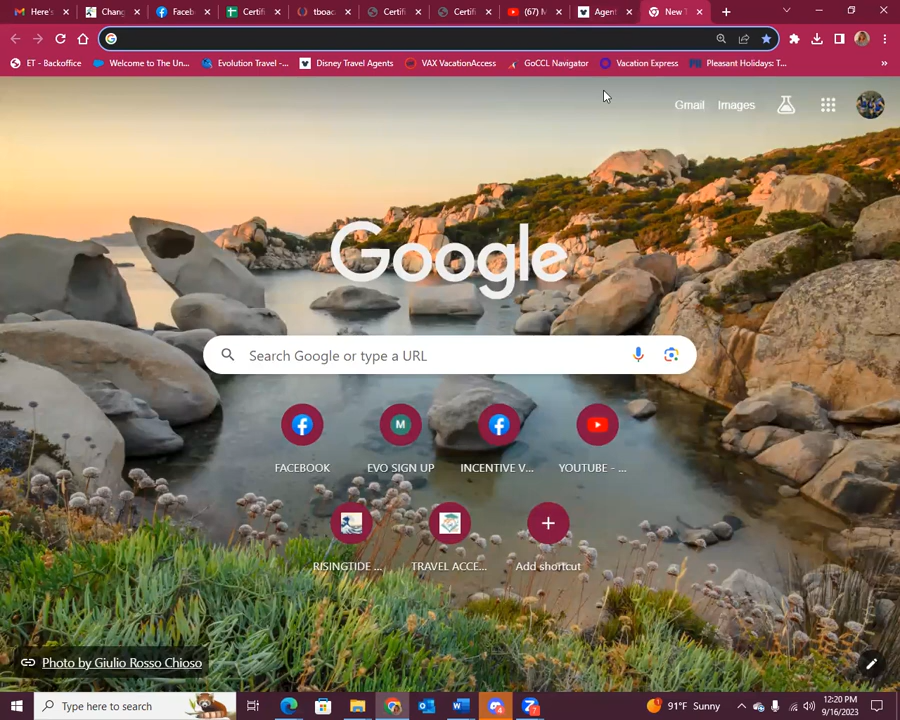 Here's
Chang
Faceb
Certifi
tboac
Certifi
Certifi
(67) M
Agent
New T
ET - Backoffice
Welcome to The Un...
Evolution Travel -...
Disney Travel Agents
VAX VacationAccess
GoCCL Navigator
Vacation Express
Pleasant Holidays: T...
»
Gmail
Images
Google
Search Google or type a URL
FACEBOOK
M
EVO SIGN UP
INCENTIVE V...
YOUTUBE - ...
RISINGTIDE ...
TRAVEL ACCE...
Add shortcut
Photo by Giulio Rosso Chioso
Type here to search
91°F Sunny
12:20 PM
9/16/2023